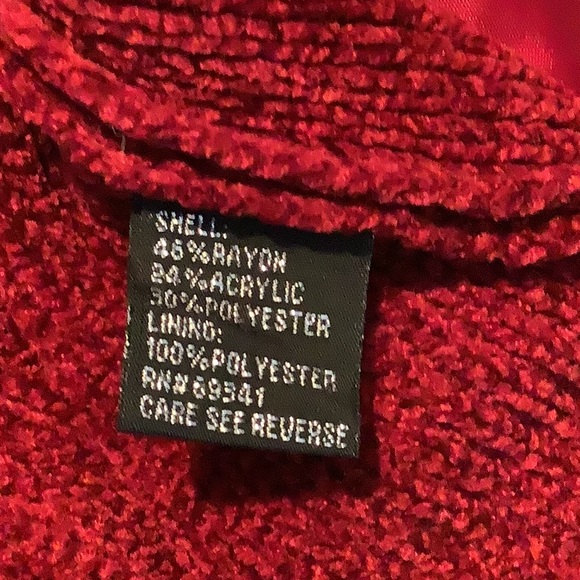 SHELL:
46%RAYON
24%ACRYLIC
30%POLYESTER
LINING:
100%POLYESTER
RN#69341
CARE SEE REVERSE